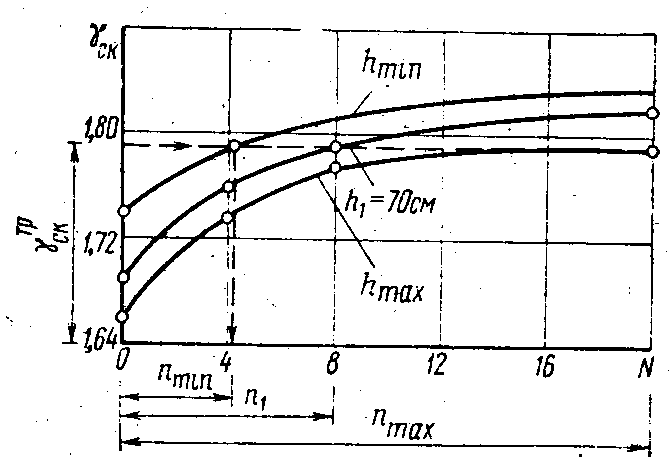 γск
hmin
1,80
h₁=70см
γск тр
1,72
hmax
1,64
0 4 8 12 16 N
nmin n₁
nmax